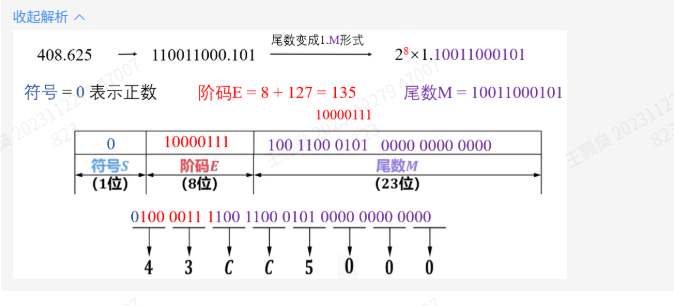 收起解析
408.625 → 110011000.101 尾数变成1.M形式 2⁸×1.10011000101
符号 = 0 表示正数 阶码E = 8 + 127 = 135 尾数M = 10011000101
10000111
0 10000111 100 1100 0101 0000 0000 0000
符号S 阶码E 尾数M
(1位) (8位) (23位)
0100 0011 1100 1100 0101 0000 0000 0000
4 3 C C 5 0 0 0